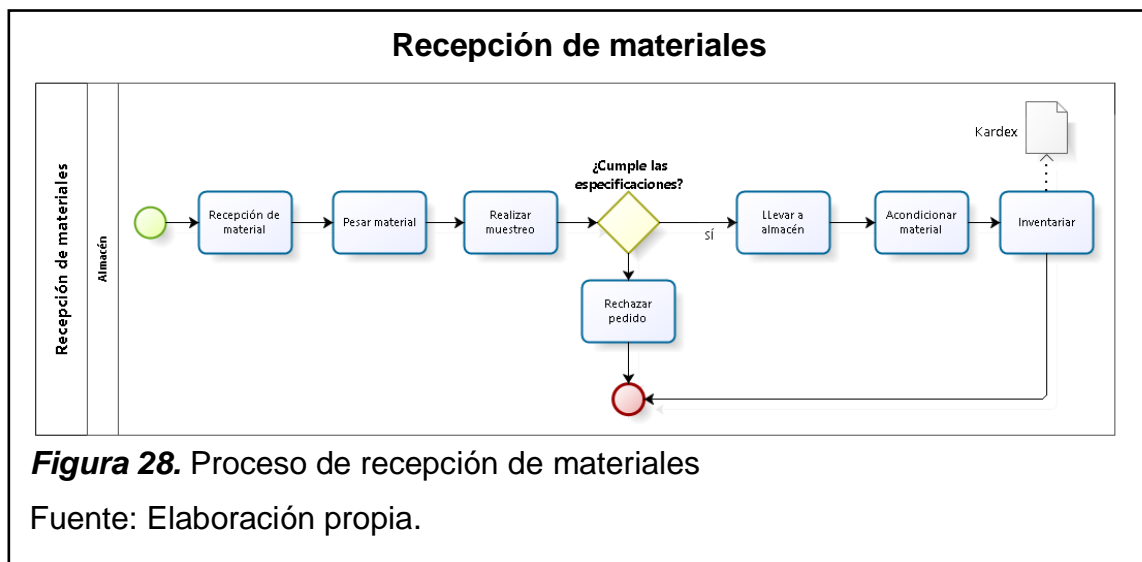 Recepción de materiales
Recepción de materiales
Almacén
Recepción de
material
Pesar material
Realizar
muestreo
¿Cumple las
especificaciones?
SÍ
LLevar a
almacén
Acondicionar
material
Inventariar
Kardex
Rechazar
pedido
Figura 28. Proceso de recepción de materiales
Fuente: Elaboración propia.